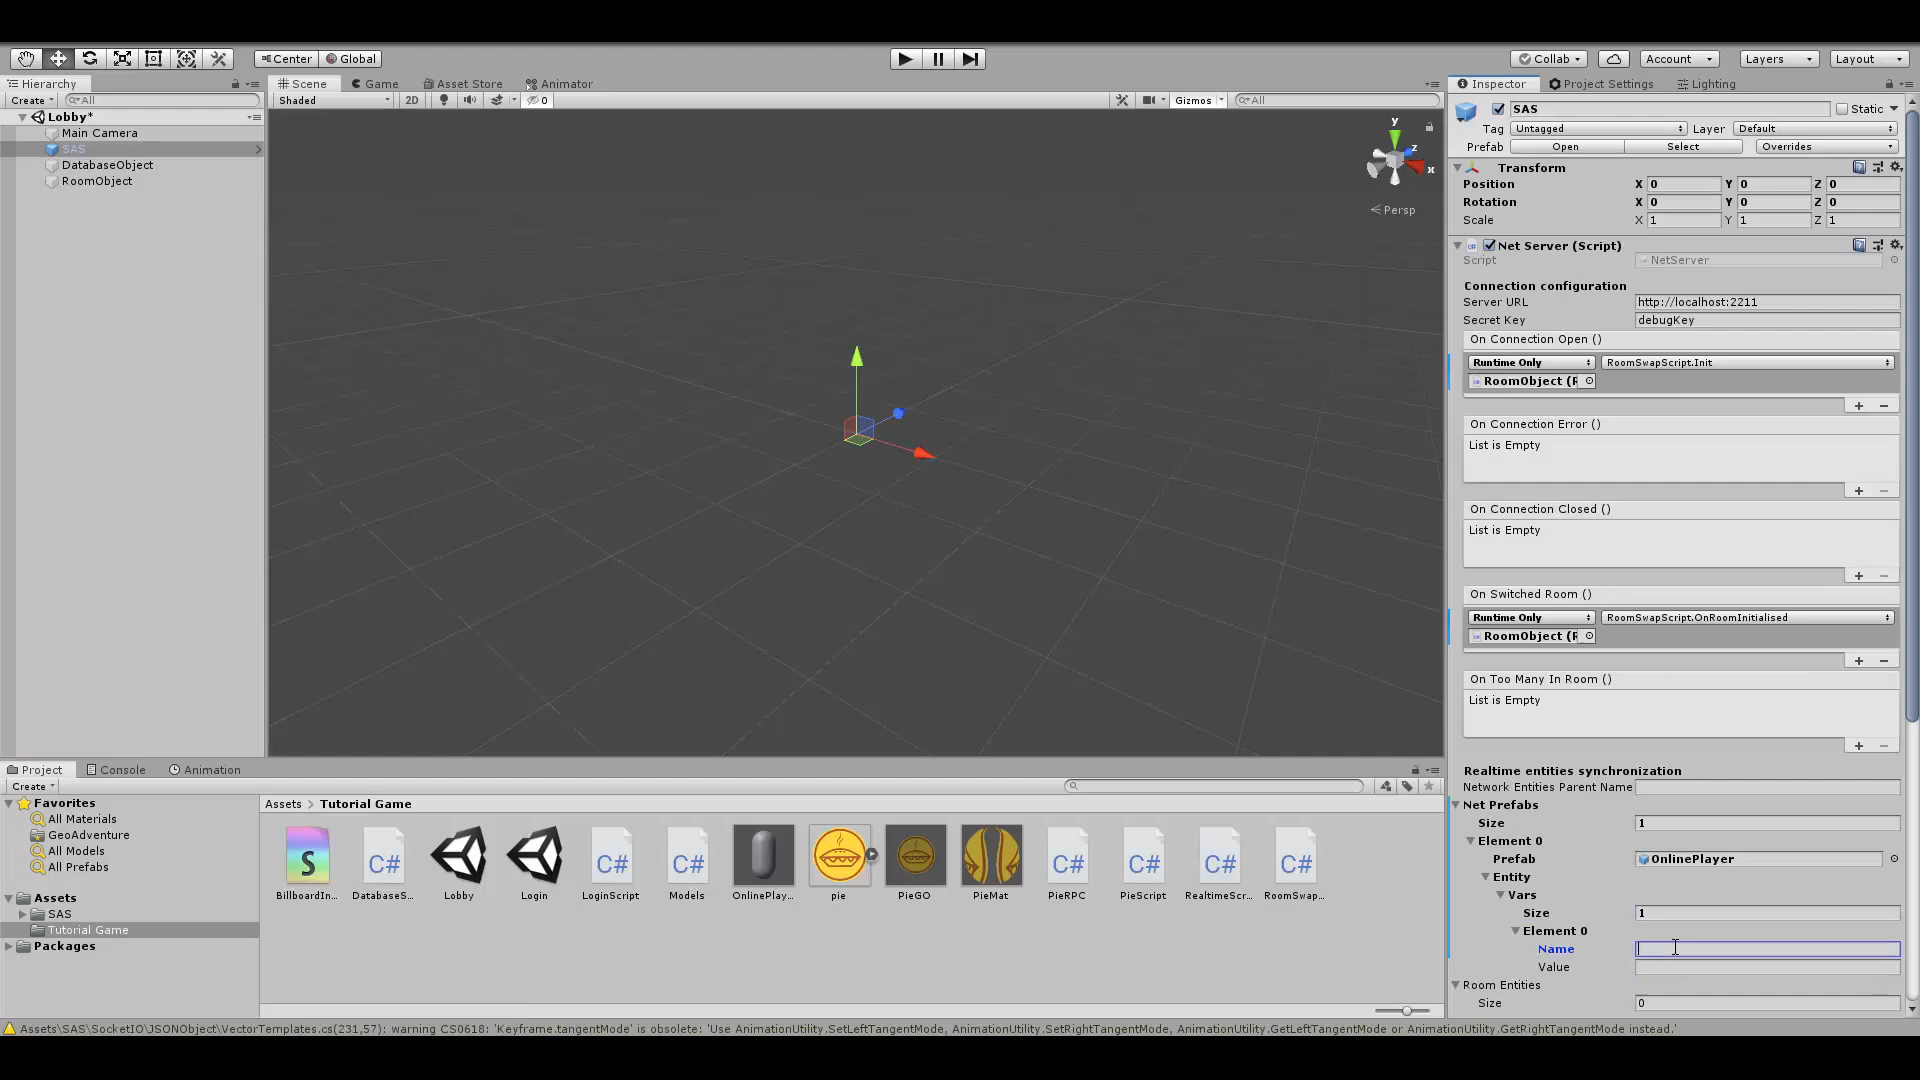 Center Global
Collab Account Layers Layout
Hierarchy
Create All
Lobby*
Main Camera
SAS
DatabaseObject
RoomObject
Scene Game Asset Store Animator
Shaded 2D 0 Gizmos All
y
z
x
Persp
Inspector Project Settings Lighting
SAS Static
Tag Untagged Layer Default
Prefab Open Select Overrides
Transform
Position X 0 Y 0 Z 0
Rotation X 0 Y 0 Z 0
Scale X 1 Y 1 Z 1
Net Server (Script)
Script NetServer
Connection configuration
Server URL http://localhost:2211
Secret Key debugKey
On Connection Open ()
Runtime Only RoomSwapScript.Init
RoomObject (R
On Connection Error ()
List is Empty
On Connection Closed ()
List is Empty
On Switched Room ()
Runtime Only RoomSwapScript.OnRoomInitialised
RoomObject (R
On Too Many In Room ()
List is Empty
Realtime entities synchronization
Network Entities Parent Name
Net Prefabs
Size 1
Element 0
Prefab OnlinePlayer
Entity
Vars
Size 1
Element 0
Name
Value
Room Entities
Size 0
Project Console Animation
Create
Favorites
All Materials
GeoAdventure
All Models
All Prefabs
Assets
SAS
Tutorial Game
Packages
Assets > Tutorial Game
BillboardIn... DatabaseS... Lobby Login LoginScript Models OnlinePlay... pie PieGO PieMat PieRPC PieScript RealtimeScr... RoomSwap...
Assets\SAS\SocketIO\JSONObject\VectorTemplates.cs(231,57): warning CS0618: 'Keyframe.tangentMode' is obsolete: 'Use AnimationUtility.SetLeftTangentMode, AnimationUtility.SetRightTangentMode, AnimationUtility.GetLeftTangentMode or AnimationUtility.GetRightTangentMode instead.'